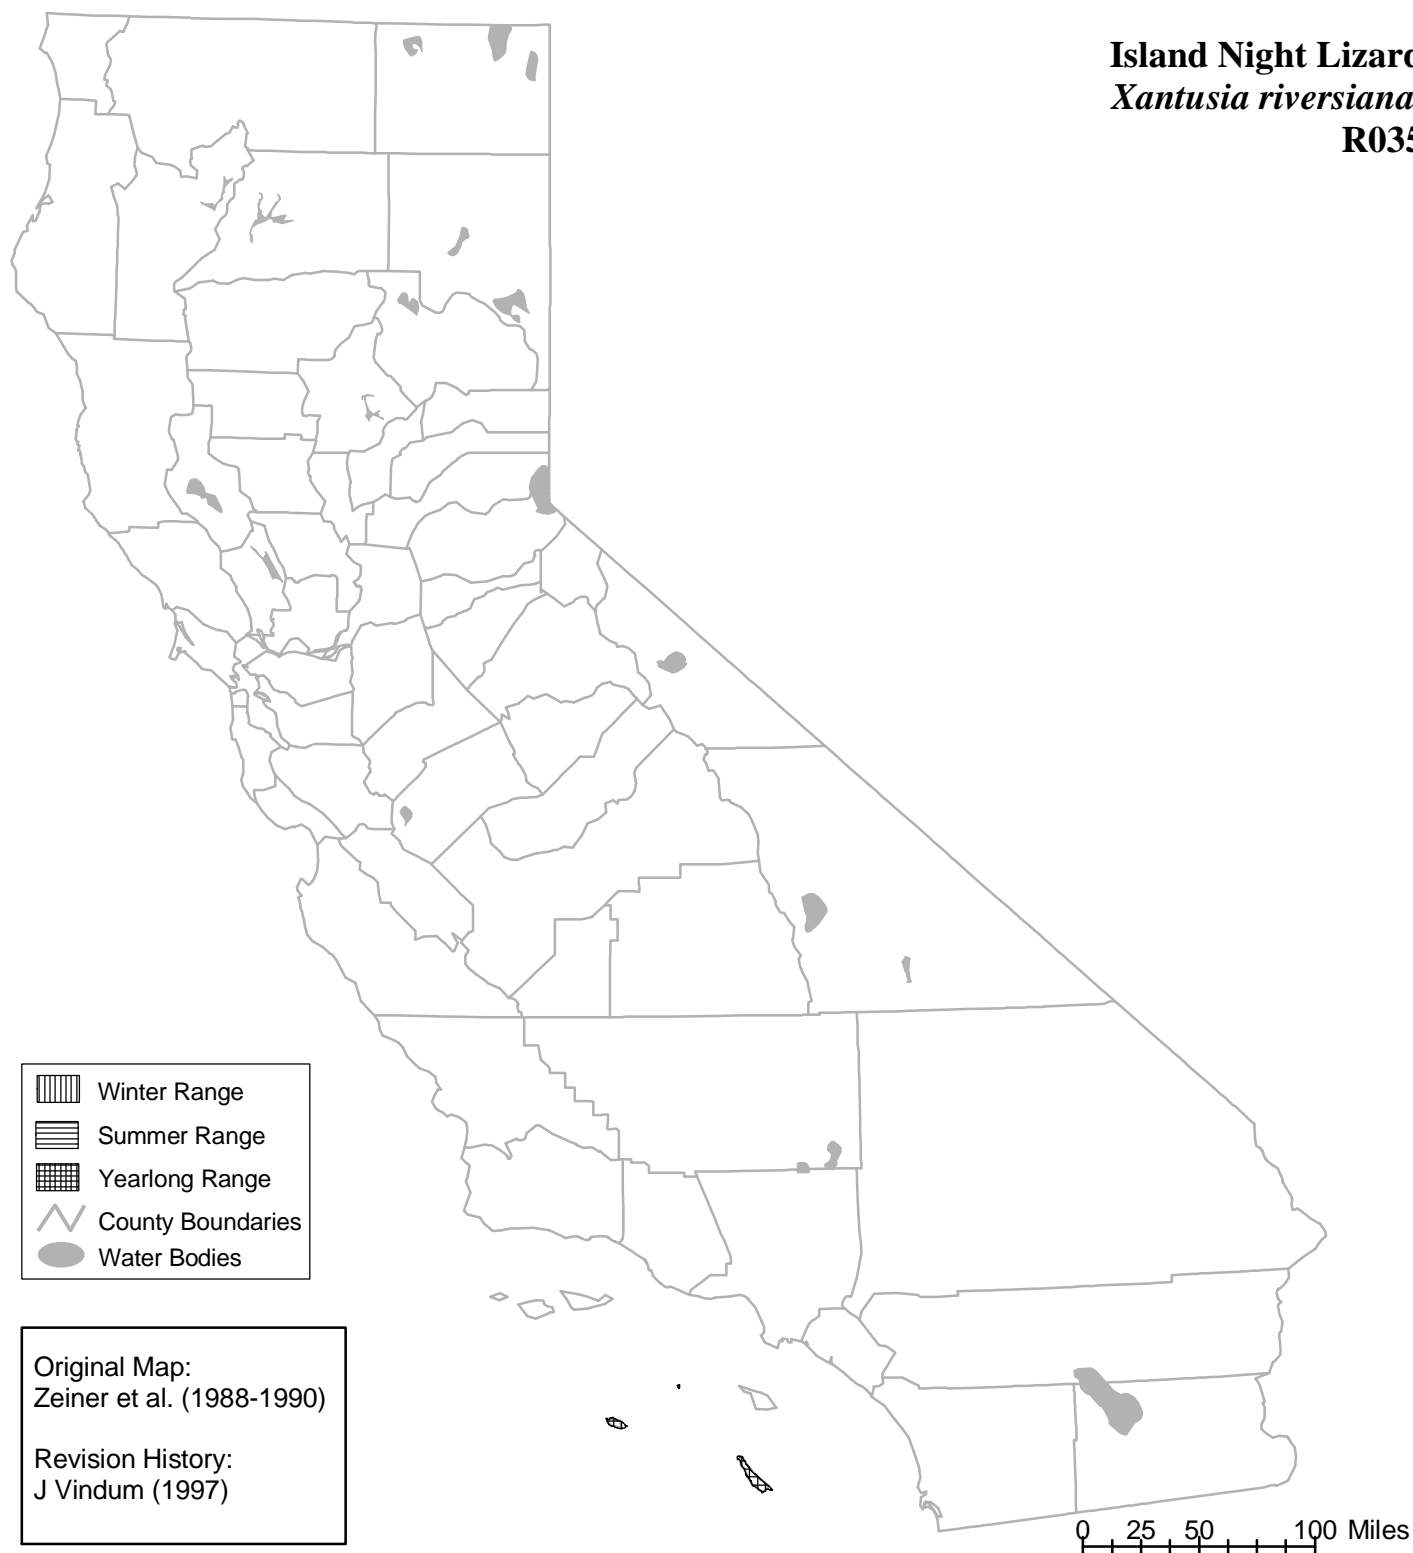 Island Night Lizard
Xantusia riversiana
R035
Winter Range
Summer Range
Yearlong Range
County Boundaries
Water Bodies
Original Map:
Zeiner et al. (1988-1990)
Revision History:
J Vindum (1997)
0 25 50 100 Miles